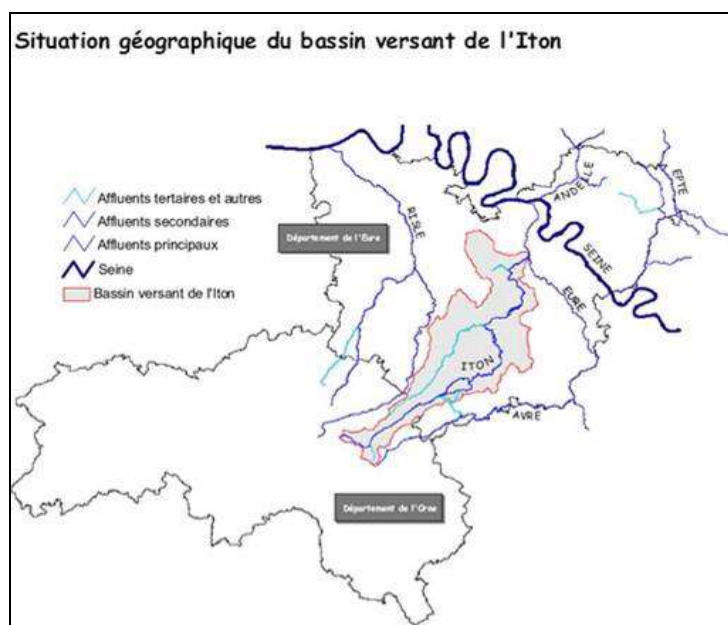 Situation géographique du bassin versant de l'Iton
Affluents tertaires et autres
Affluents secondaires
Affluents principaux
Seine
Bassin versant de l'Iton
Département de l'Eure
RISLE
ANDELLE
EPTE
SEINE
EURE
ITON
AVRE
Département de l'Orne